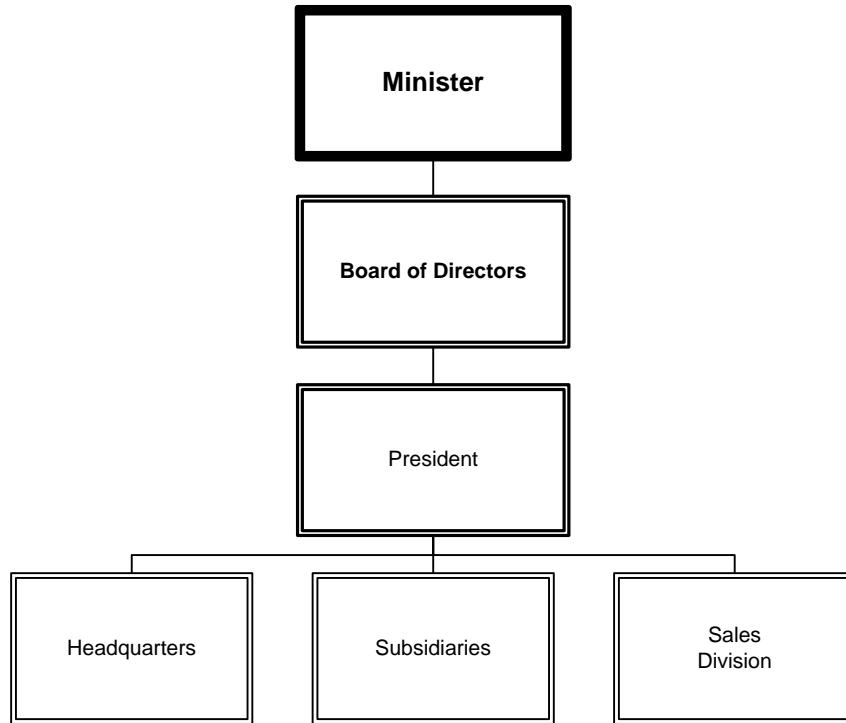 Minister
Board of Directors
President
Headquarters
Subsidiaries
Sales
Division